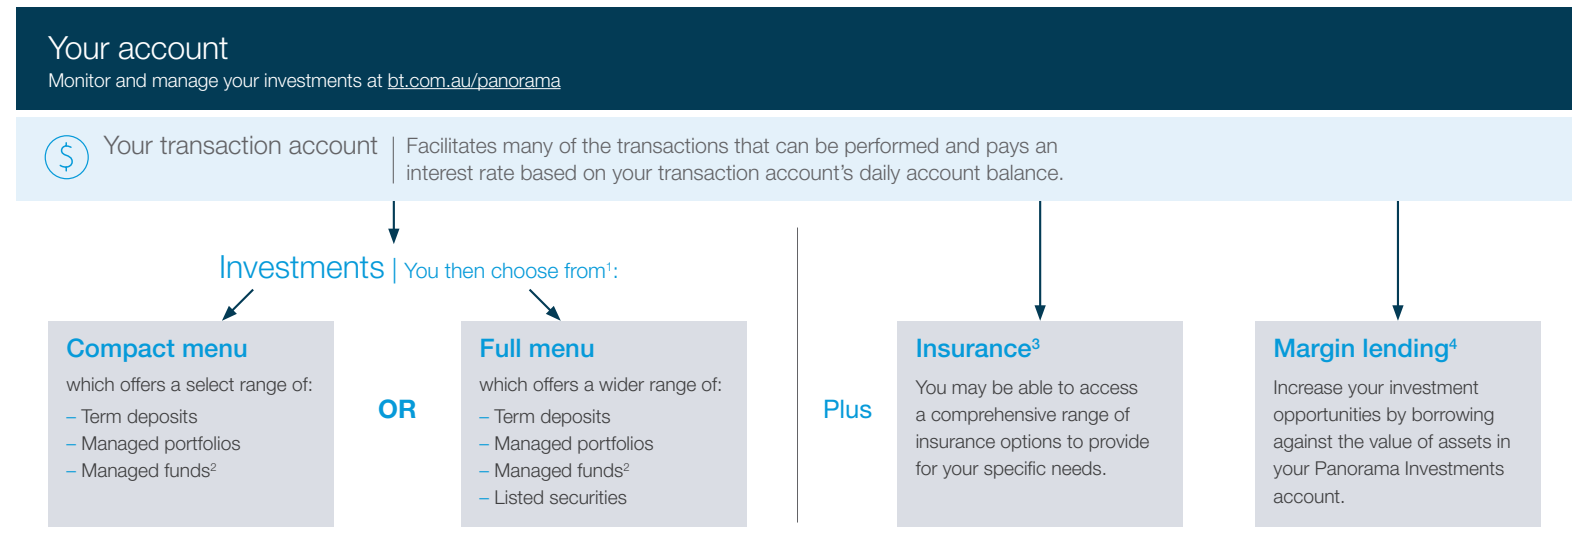 Your account
Monitor and manage your investments at bt.com.au/panorama
$
Your transaction account
Facilitates many of the transactions that can be performed and pays an
interest rate based on your transaction account’s daily account balance.
Investments | You then choose from¹:
Compact menu
which offers a select range of:
– Term deposits
– Managed portfolios
– Managed funds²
OR
Full menu
which offers a wider range of:
– Term deposits
– Managed portfolios
– Managed funds²
– Listed securities
Plus
Insurance³
You may be able to access
a comprehensive range of
insurance options to provide
for your specific needs.
Margin lending⁴
Increase your investment
opportunities by borrowing
against the value of assets in
your Panorama Investments
account.